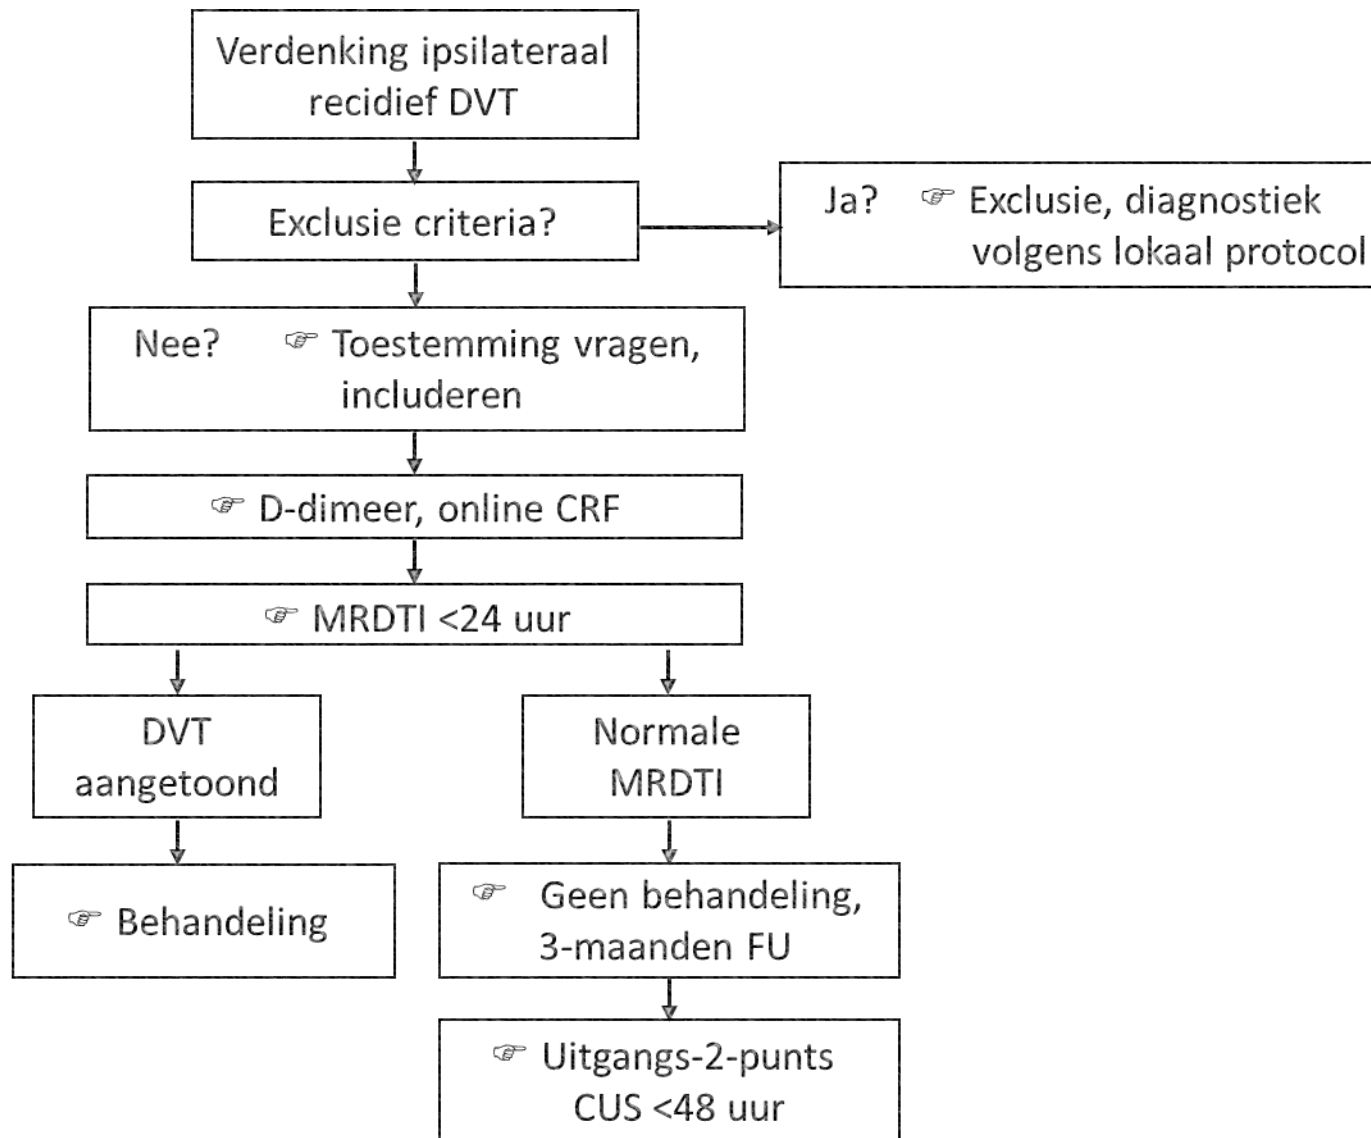 Verdenking ipsilateraal
recidief DVT
Exclusie criteria?
Ja? ☞ Exclusie, diagnostiek
volgens lokaal protocol
Nee? ☞ Toestemming vragen,
includeren
☞ D-dimeer, online CRF
☞ MRDTI <24 uur
DVT
aangetoond
Normale
MRDTI
☞ Behandeling
☞ Geen behandeling,
3-maanden FU
☞ Uitgangs-2-punts
CUS <48 uur